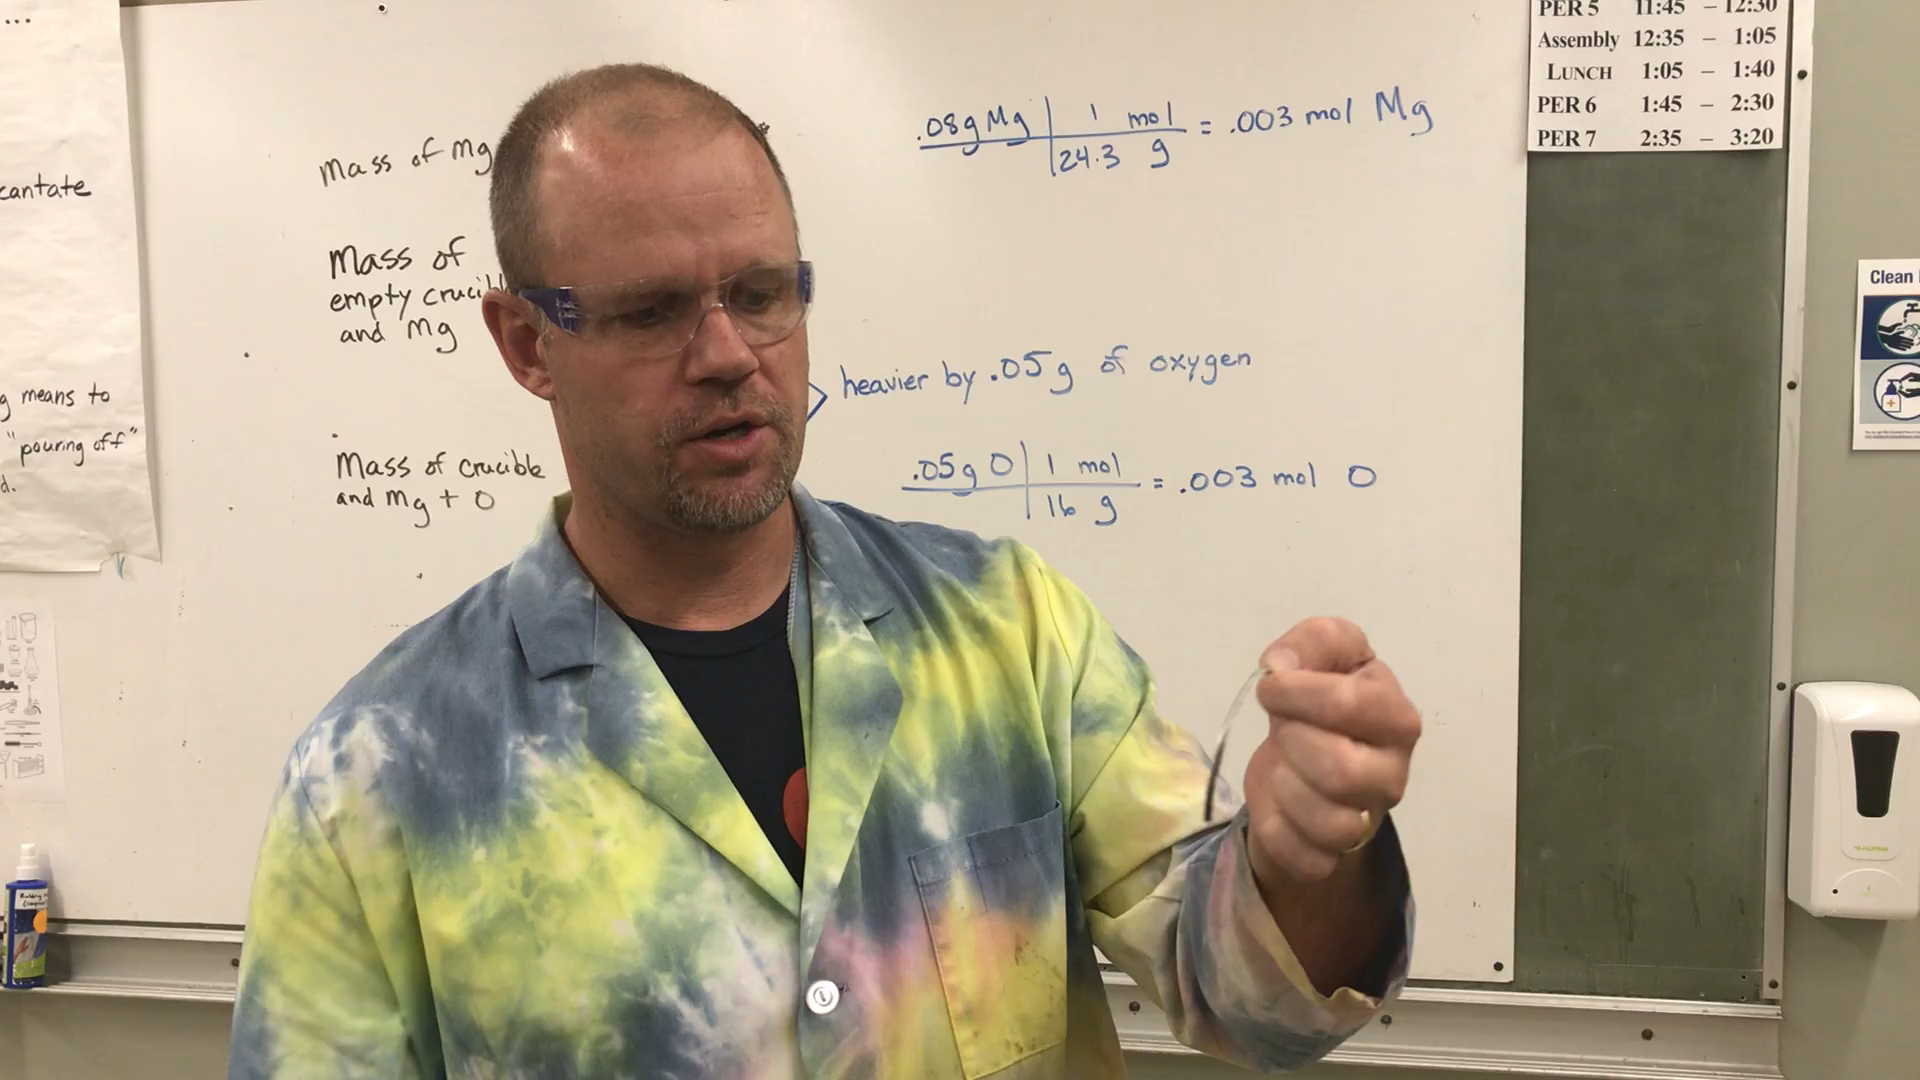 ...
cantate
g means to
"pouring off"
d.
Mass of Mg
Mass of
empty crucibl
and Mg
Mass of crucible
and Mg + O
.08g Mg | 1 mol = .003 mol Mg
24.3 g
heavier by .05g of oxygen
.05g O | 1 mol = .003 mol O
16 g
PER 5 11:45 – 12:30
Assembly 12:35 – 1:05
LUNCH 1:05 – 1:40
PER 6 1:45 – 2:30
PER 7 2:35 – 3:20
Clean